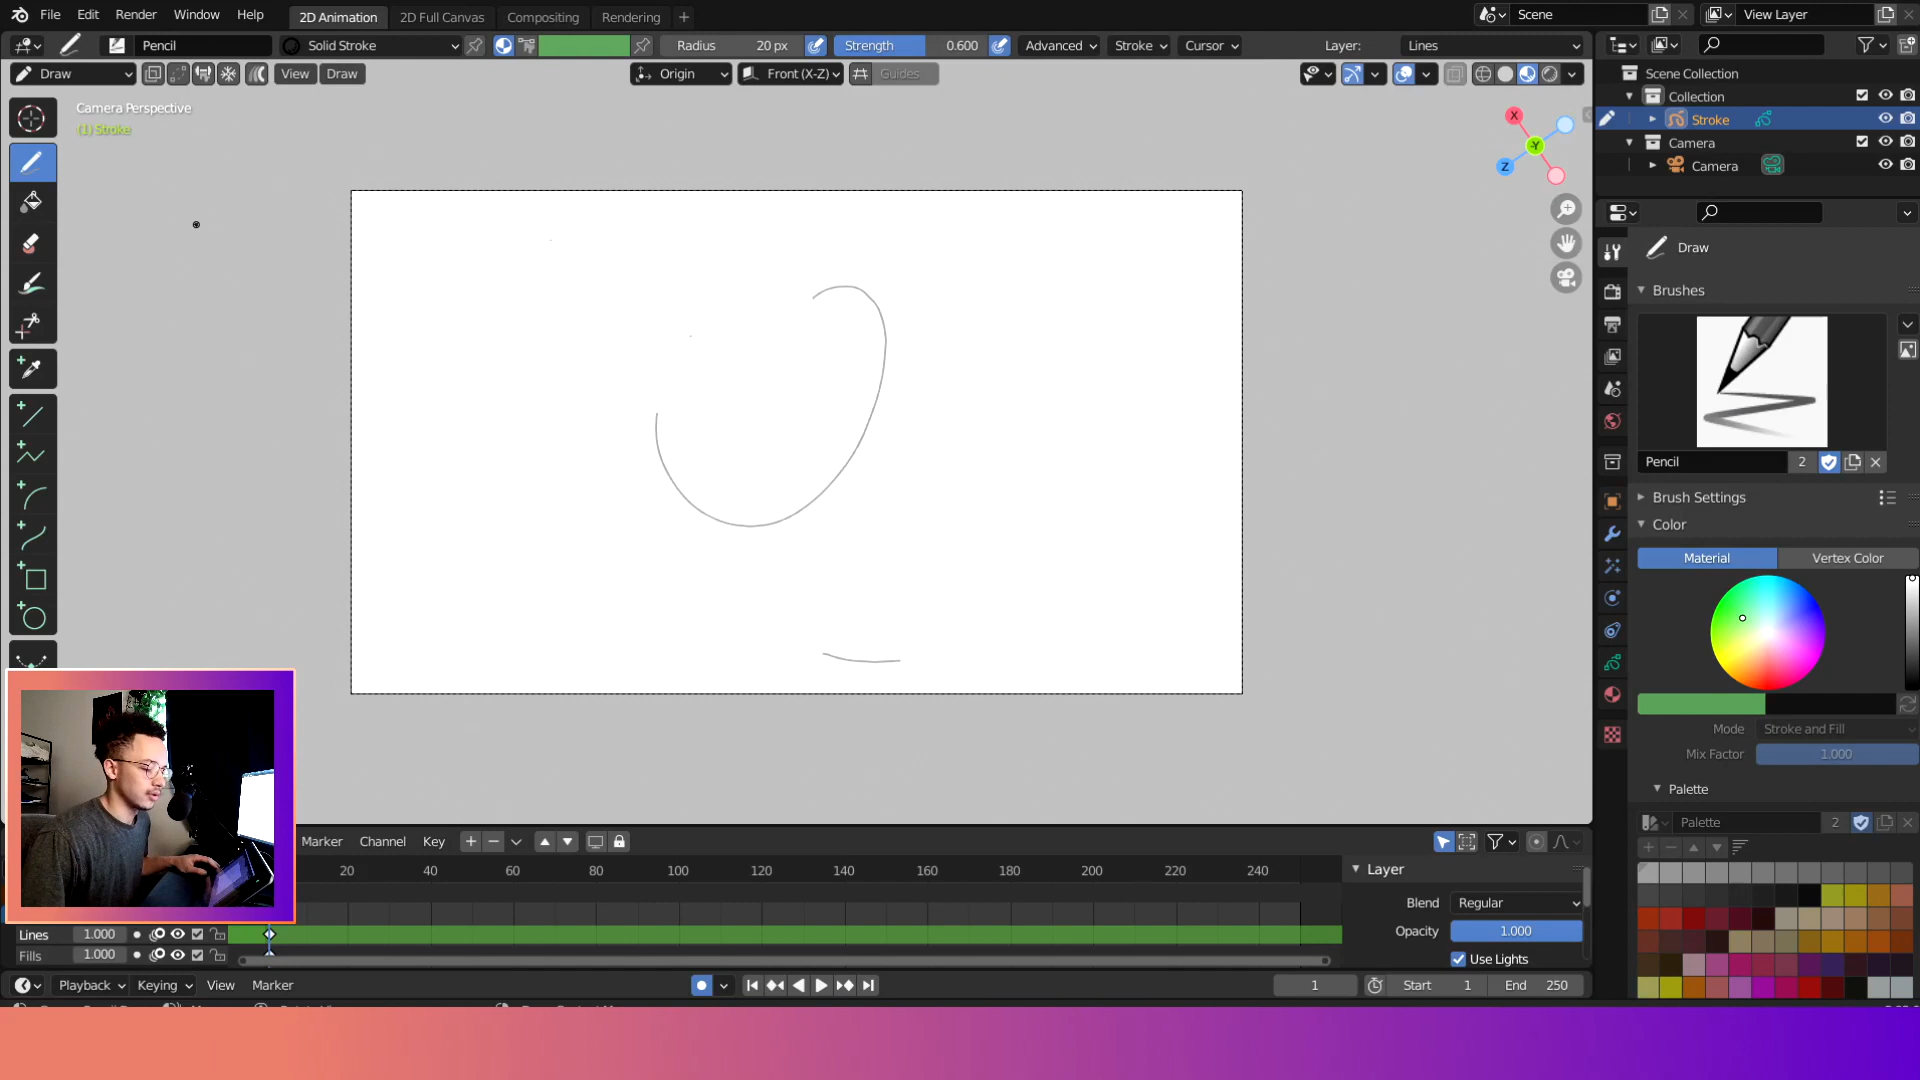 File Edit Render Window Help 2D Animation 2D Full Canvas Compositing Rendering + Scene View Layer
Pencil Solid Stroke Radius 20 px Strength 0.600 Advanced Stroke Cursor Layer: Lines
Draw View Draw Origin Front (X-Z) Guides
Scene Collection
Collection
Stroke
Camera
Camera
Camera Perspective
(1) Stroke
X
Y
Z
Draw
Brushes
Pencil 2
Brush Settings
Color
Material Vertex Color
Mode Stroke and Fill
Mix Factor 1.000
Palette
Palette 2
Marker Channel Key
20 40 60 80 100 120 140 160 180 200 220 240
Layer
Blend Regular
Opacity 1.000
Use Lights
Lines 1.000
Fills 1.000
Playback Keying View Marker 1 Start 1 End 250